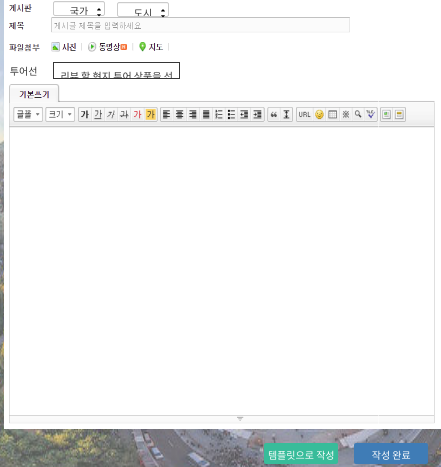 게시판 국가 도시
제목 게시글 제목을 입력하세요
파일첨부 사진 동영상 지도
투어선 리뷰 할 현지 투어 상품을 선
기본쓰기
글꼴 크기 가 가 가 가 가 가 URL
템플릿으로 작성 작성 완료